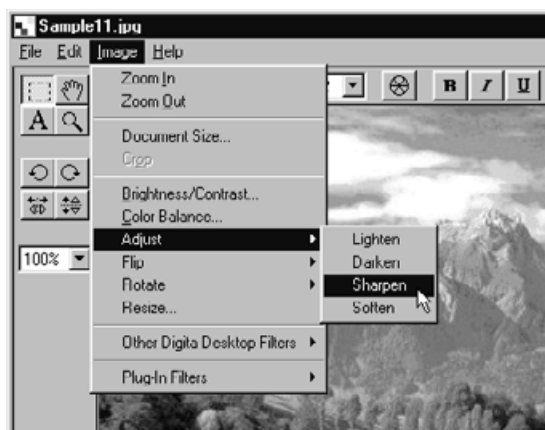 Sample11.jpg
File Edit Image Help
Zoom In
Zoom Out
B I U
A
Document Size...
Crop
Brightness/Contrast...
Color Balance...
Adjust
Lighten
100%
Flip
Darken
Rotate
Sharpen
Resize...
Soften
Other Digita Desktop Filters
Plug-In Filters